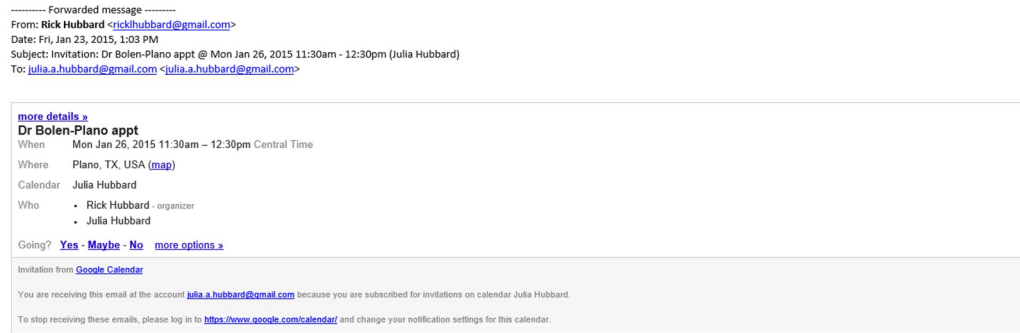 ---------- Forwarded message ---------
From: Rick Hubbard <ricklhubbard@gmail.com>
Date: Fri, Jan 23, 2015, 1:03 PM
Subject: Invitation: Dr Bolen-Plano appt @ Mon Jan 26, 2015 11:30am - 12:30pm (Julia Hubbard)
To: julia.a.hubbard@gmail.com <julia.a.hubbard@gmail.com>
more details »
Dr Bolen-Plano appt
When Mon Jan 26, 2015 11:30am – 12:30pm Central Time
Where Plano, TX, USA (map)
Calendar Julia Hubbard
Who • Rick Hubbard - organizer
• Julia Hubbard
Going? Yes - Maybe - No more options »
Invitation from Google Calendar
You are receiving this email at the account julia.a.hubbard@gmail.com because you are subscribed for invitations on calendar Julia Hubbard.
To stop receiving these emails, please log in to https://www.google.com/calendar/ and change your notification settings for this calendar.